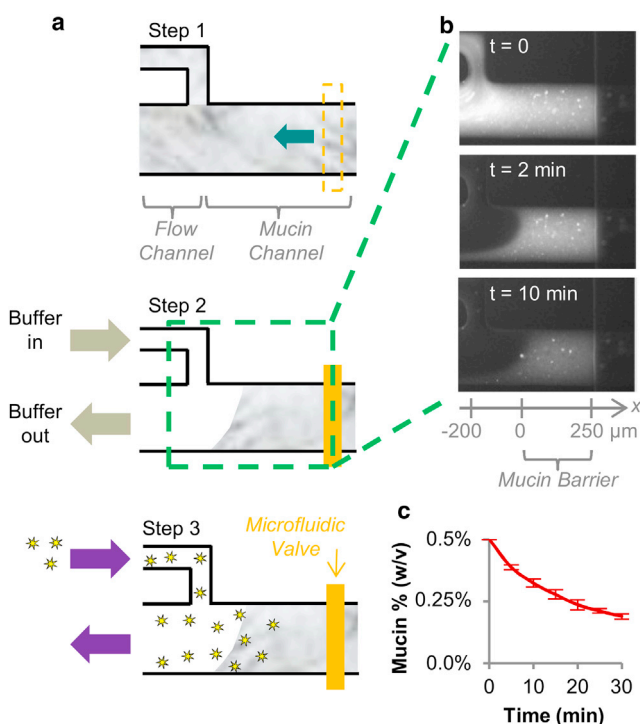 a
Step 1
Flow
Channel
Mucin
Channel
Step 2
Buffer
in
Buffer
out
Step 3
Microfluidic
Valve
b
t = 0
t = 2 min
t = 10 min
x
-200
0
250
μm
Mucin Barrier
c
Mucin % (w/v)
0.5%
0.25%
0.0%
0
10
20
30
Time (min)